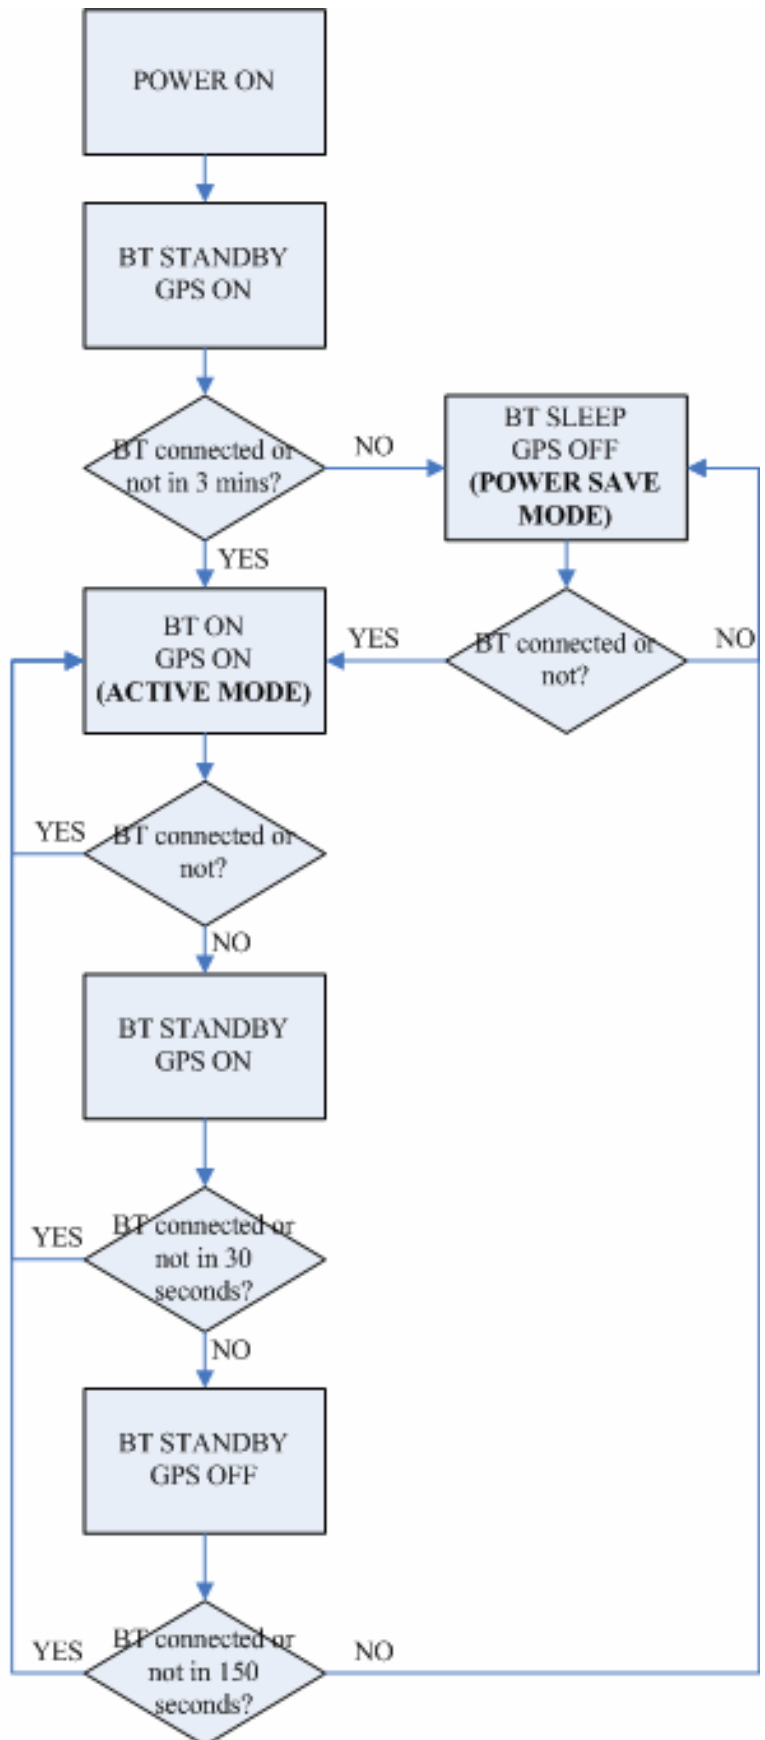 POWER ON
BT STANDBY
GPS ON
BT connected or
not in 3 mins?
NO
BT SLEEP
GPS OFF
(POWER SAVE
MODE)
YES
BT ON
GPS ON
(ACTIVE MODE)
YES
BT connected or
not?
NO
YES
BT connected or
not?
NO
BT STANDBY
GPS ON
YES
BT connected or
not in 30
seconds?
NO
BT STANDBY
GPS OFF
YES
BT connected or
not in 150
seconds?
NO